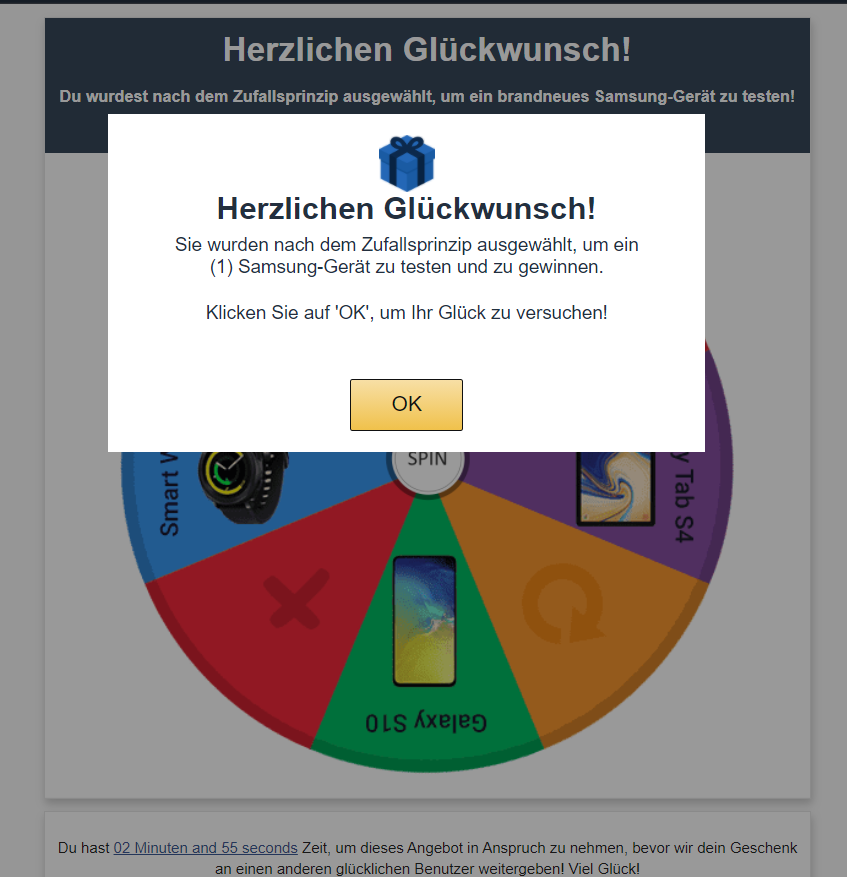 Herzlichen Glückwunsch!
Du wurdest nach dem Zufallsprinzip ausgewählt, um ein brandneues Samsung-Gerät zu testen!
Herzlichen Glückwunsch!
Sie wurden nach dem Zufallsprinzip ausgewählt, um ein
(1) Samsung-Gerät zu testen und zu gewinnen.
Klicken Sie auf 'OK', um Ihr Glück zu versuchen!
OK
SPIN
Smart W
y Tab S4
Galaxy S10
Du hast 02 Minuten and 55 seconds Zeit, um dieses Angebot in Anspruch zu nehmen, bevor wir dein Geschenk
an einen anderen glücklichen Benutzer weitergeben! Viel Glück!